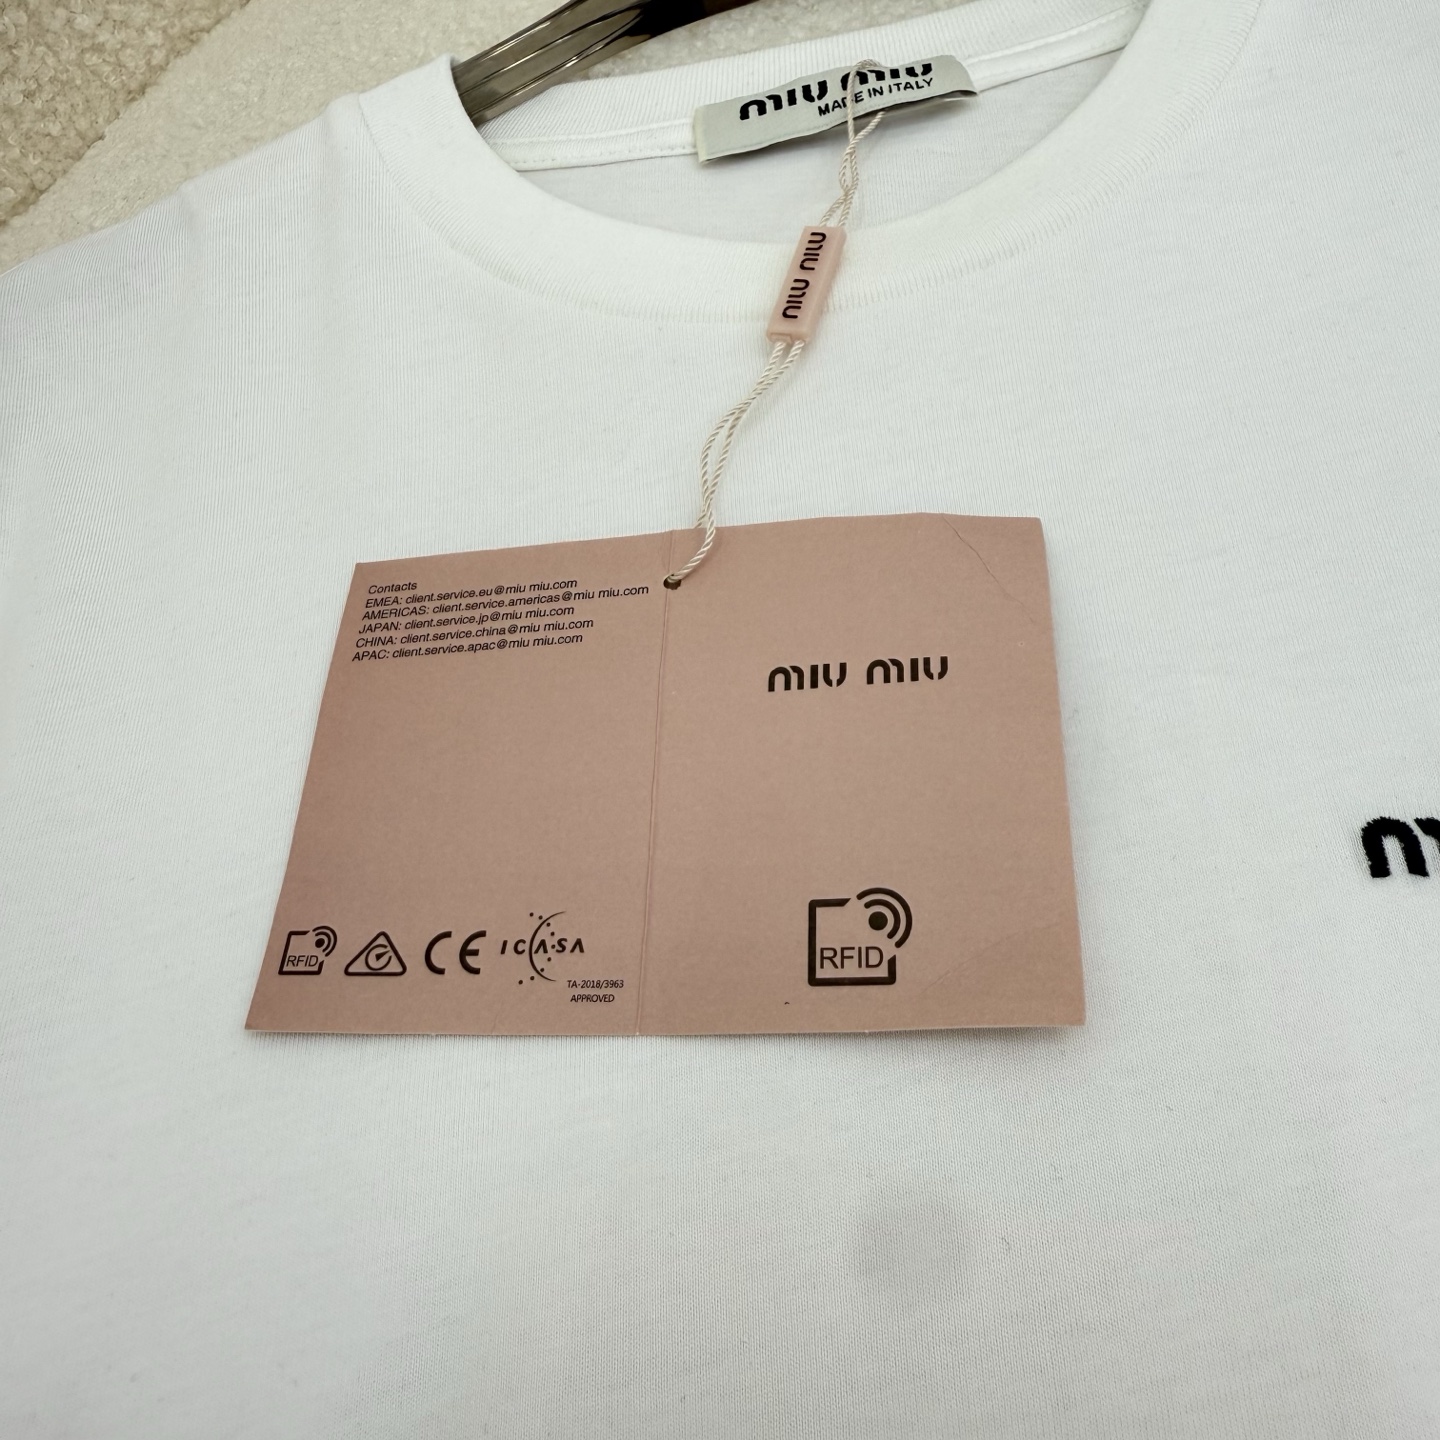 MIU MIU
MADE IN ITALY
MIU MIU
Contacts
EMEA: client.service.eu@miu miu.com
AMERICAS: client.service.americas@miu miu.com
JAPAN: client.service.jp@miu miu.com
CHINA: client.service.china@miu miu.com
APAC: client.service.apac@miu miu.com
MIU MIU
RFID
CE
ICASA
TA-2018/3963
APPROVED
RFID